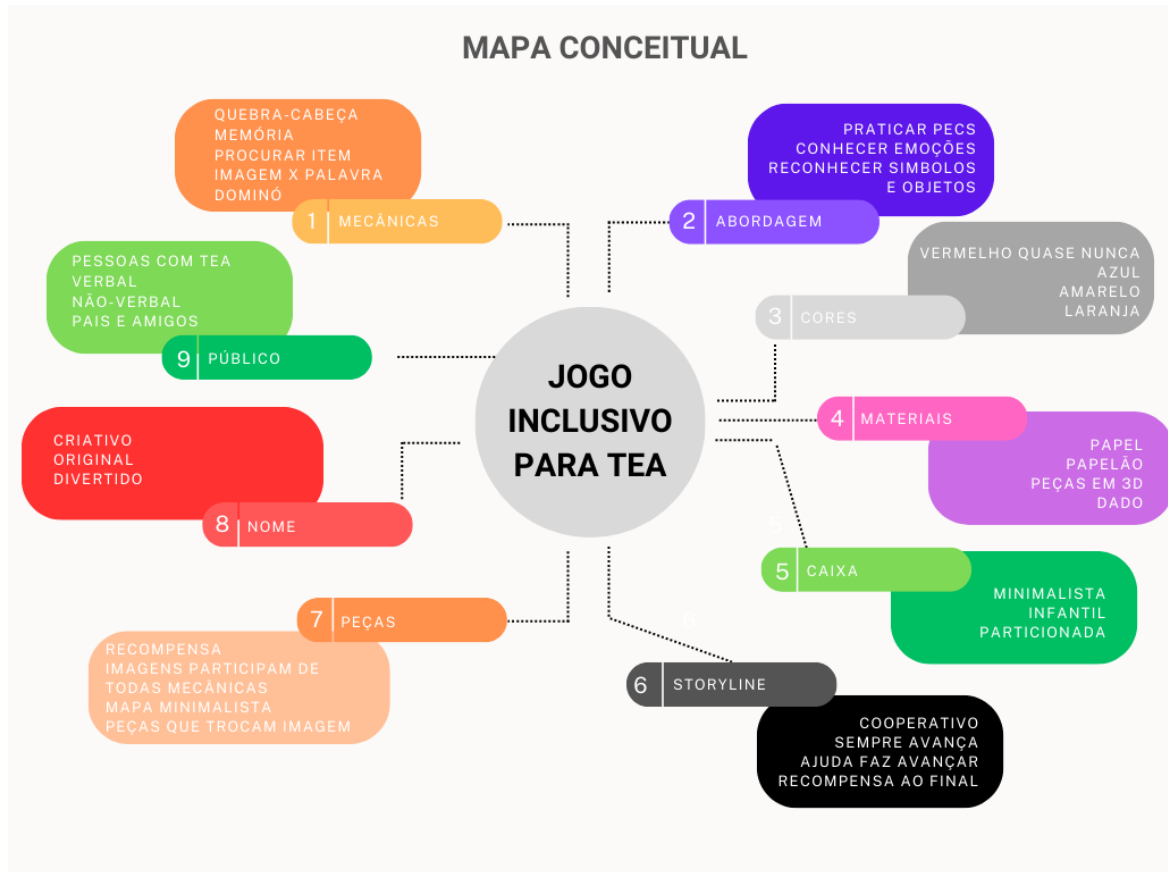 MAPA CONCEITUAL
QUEBRA-CABEÇA
MEMÓRIA
PROCURAR ITEM
IMAGEM X PALAVRA
DOMINÓ
1 MECÂNICAS
PRATICAR PECS
CONHECER EMOÇÕES
RECONHECER SIMBOLOS
E OBJETOS
2 ABORDAGEM
VERMELHO QUASE NUNCA
AZUL
AMARELO
LARANJA
3 CORES
4 MATERIAIS
PAPEL
PAPELÃO
PEÇAS EM 3D
DADO
5
5 CAIXA
MINIMALISTA
INFANTIL
PARTICIONADA
6
6 STORYLINE
COOPERATIVO
SEMPRE AVANÇA
AJUDA FAZ AVANÇAR
RECOMPENSA AO FINAL
7 PEÇAS
RECOMPENSA
IMAGENS PARTICIPAM DE
TODAS MECÂNICAS
MAPA MINIMALISTA
PEÇAS QUE TROCAM IMAGEM
CRIATIVO
ORIGINAL
DIVERTIDO
8 NOME
PESSOAS COM TEA
VERBAL
NÃO-VERBAL
PAIS E AMIGOS
9 PÚBLICO
JOGO
INCLUSIVO
PARA TEA